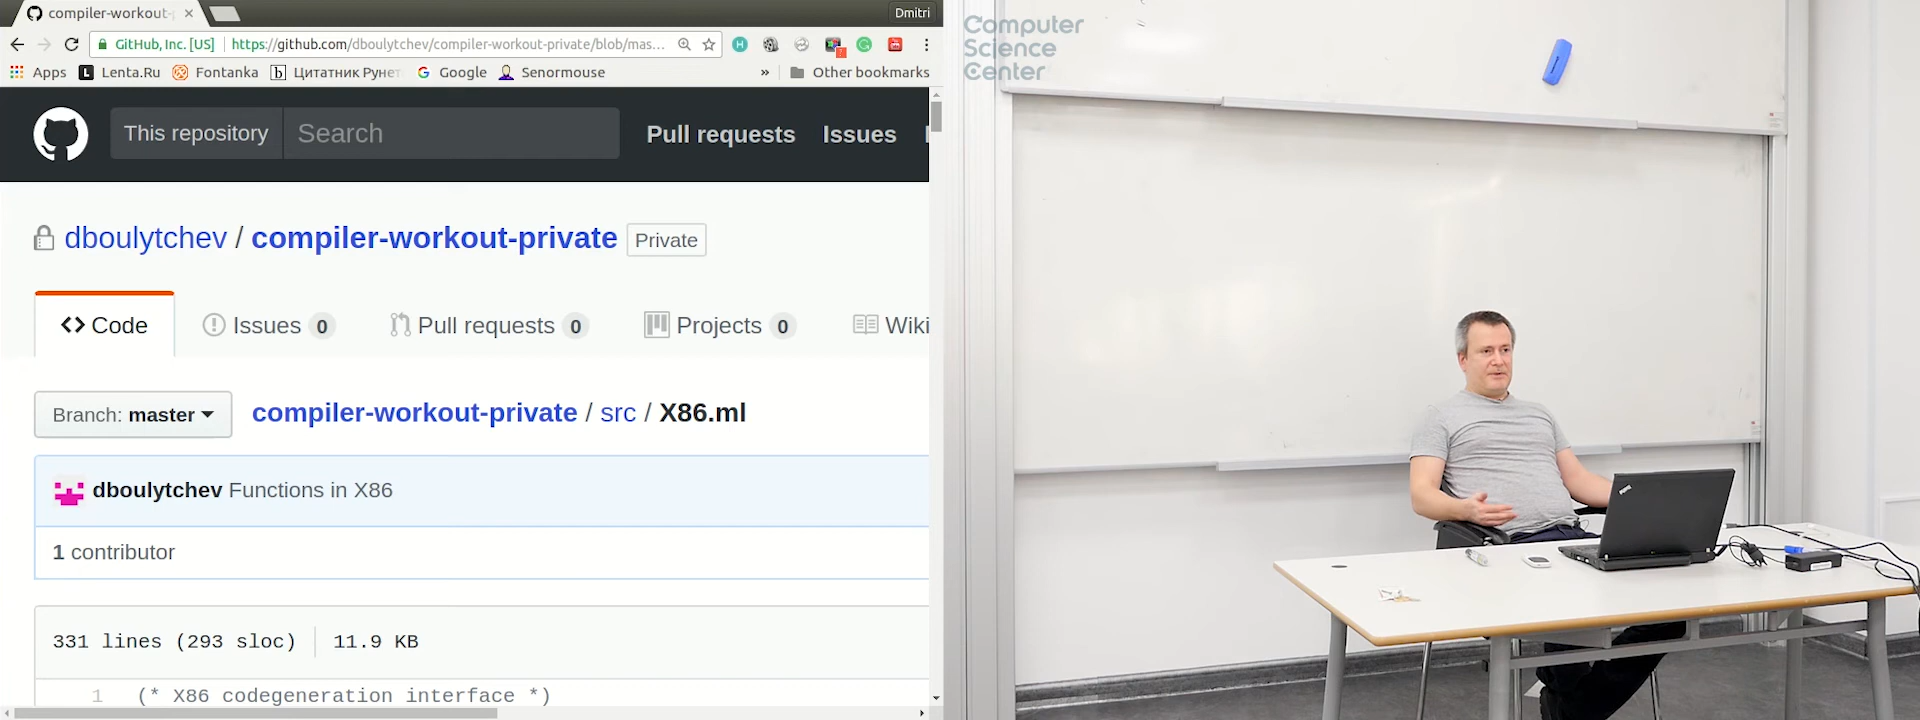 compiler-workout-
Dmitri
GitHub, Inc. [US]
https://github.com/dboulytchev/compiler-workout-private/blob/mas...
Apps
Lenta.Ru
Fontanka
Цитатник Рунет
Google
Senormouse
»
Other bookmarks
This repository
Search
Pull requests
Issues
dboulytchev / compiler-workout-private
Private
<> Code
Issues 0
Pull requests 0
Projects 0
Wiki
Branch: master
compiler-workout-private / src / X86.ml
dboulytchev Functions in X86
1 contributor
331 lines (293 sloc)
11.9 KB
1 (* X86 codegeneration interface *)
Computer
Science
Center